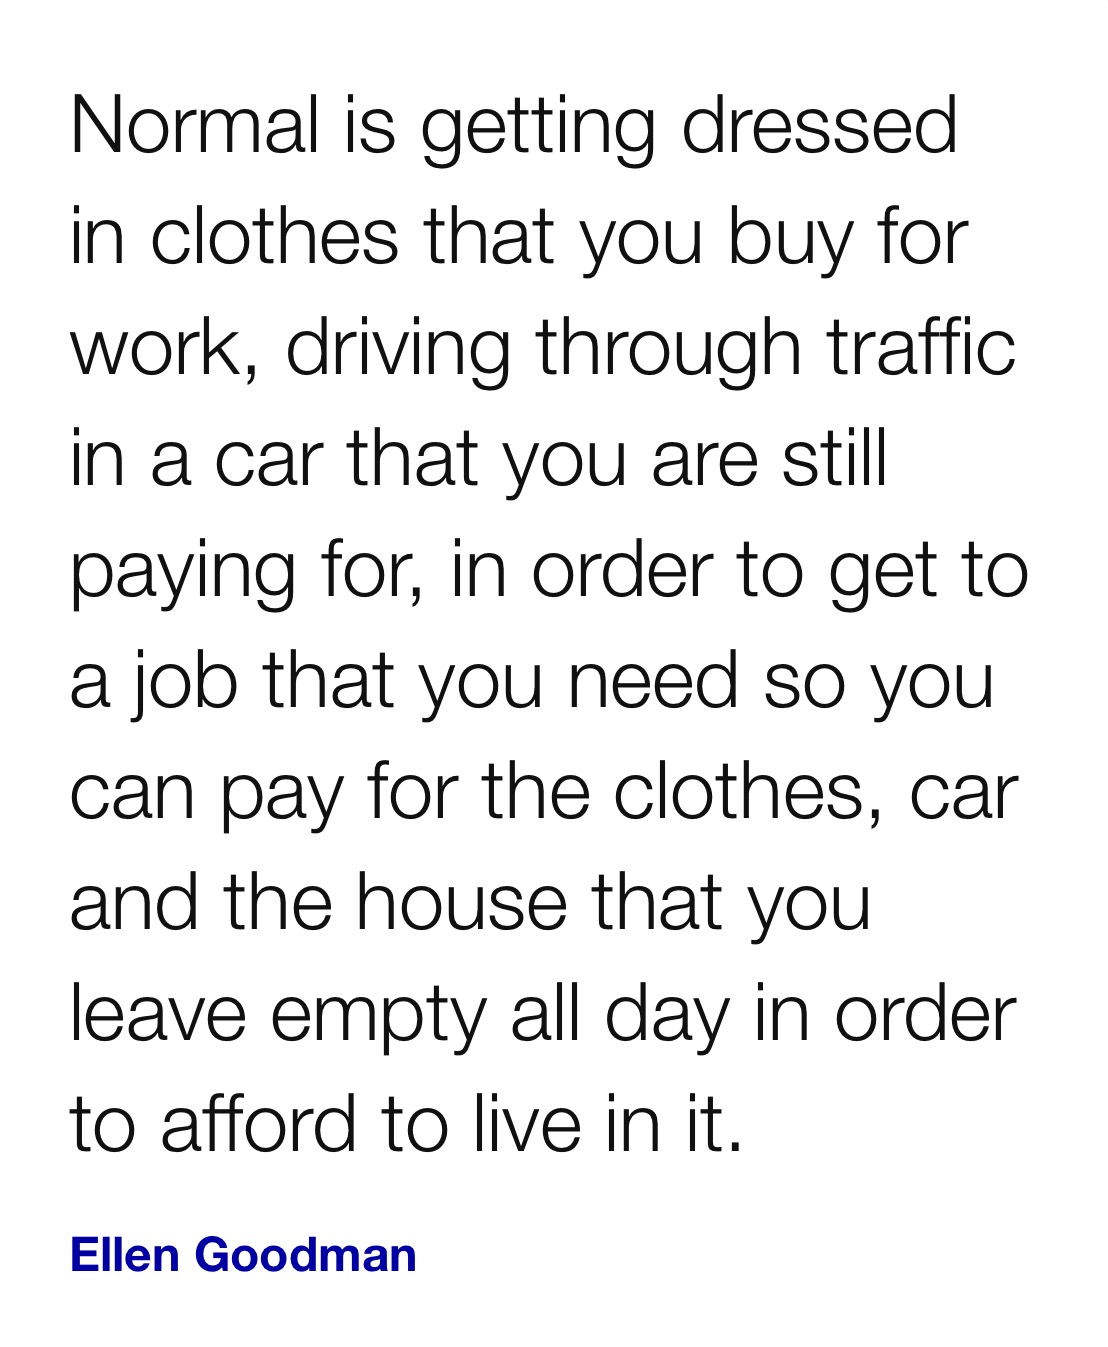 Normal is getting dressed
in clothes that you buy for
work, driving through traffic
in a car that you are still
paying for, in order to get to
a job that you need so you
can pay for the clothes, car
and the house that you
leave empty all day in order
to afford to live in it.
Ellen Goodman